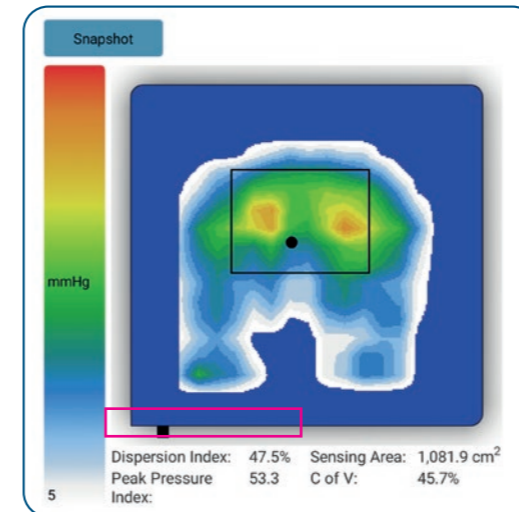 Snapshot
mmHg
5
Dispersion Index: 47.5% Sensing Area: 1,081.9 cm²
Peak Pressure Index: 53.3 C of V: 45.7%